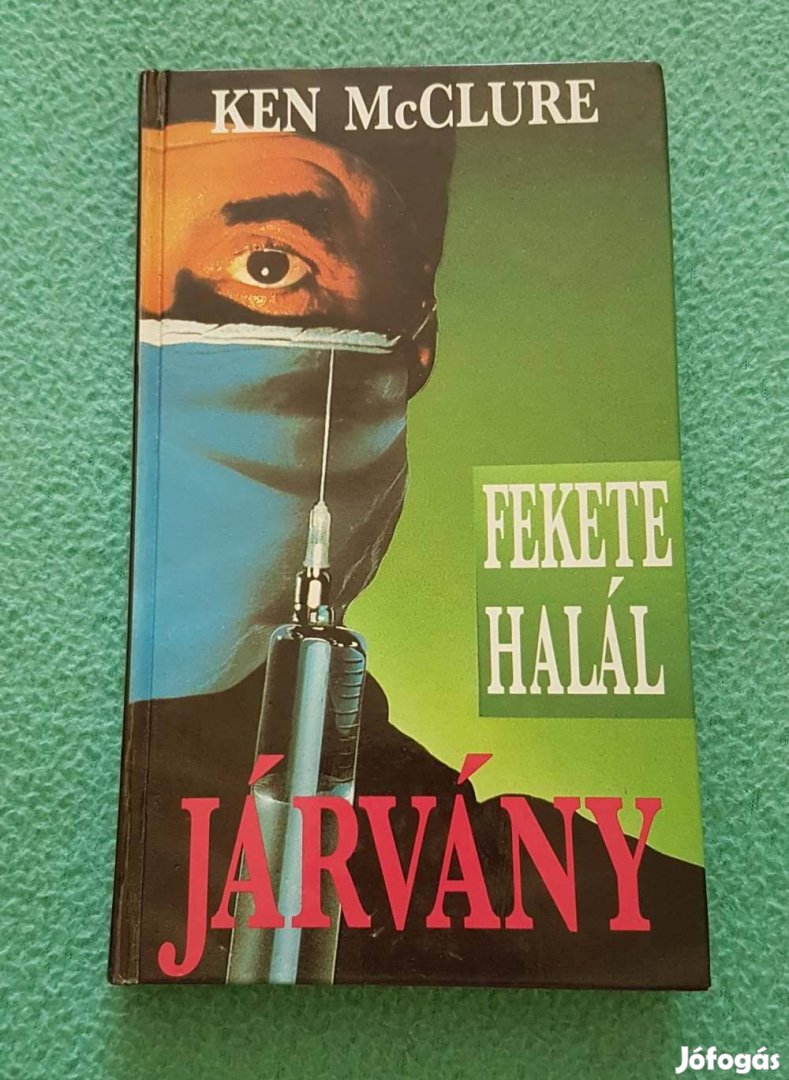 KEN McCLURE
FEKETE
HALÁL
JÁRVÁNY
Jófogás